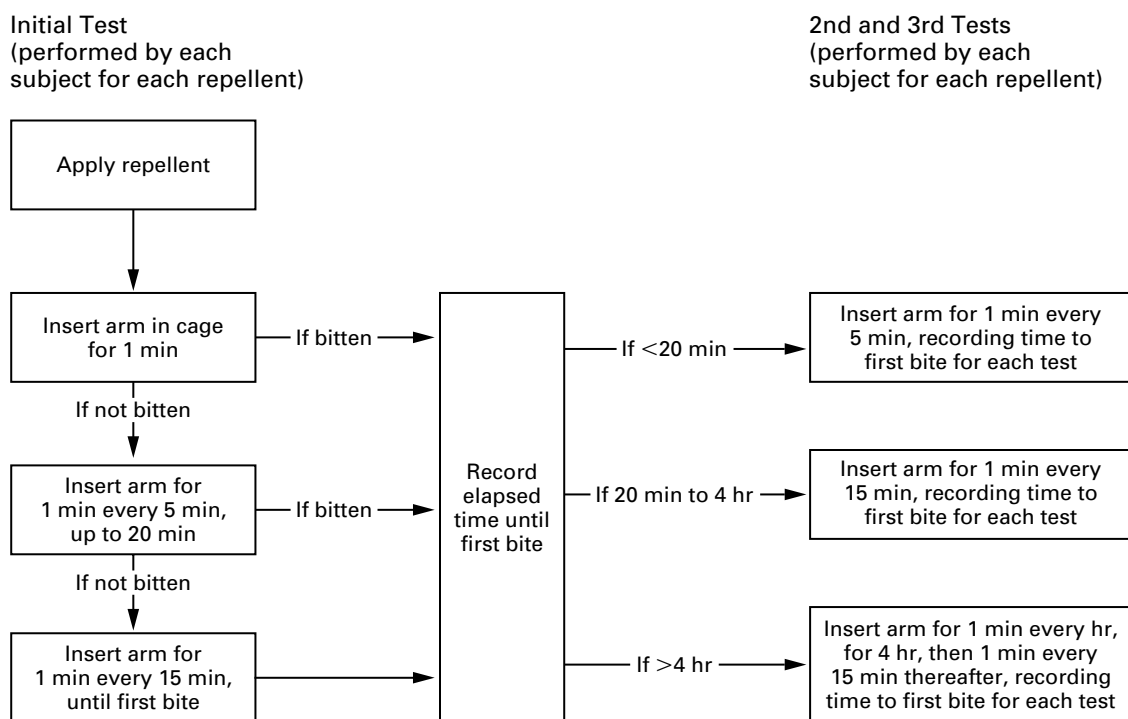 Initial Test
(performed by each
subject for each repellent)
2nd and 3rd Tests
(performed by each
subject for each repellent)
Apply repellent
Insert arm in cage
for 1 min
If bitten
If not bitten
Insert arm for
1 min every 5 min,
up to 20 min
If bitten
If not bitten
Insert arm for
1 min every 15 min,
until first bite
Record
elapsed
time until
first bite
If <20 min
Insert arm for 1 min every
5 min, recording time to
first bite for each test
If 20 min to 4 hr
Insert arm for 1 min every
15 min, recording time to
first bite for each test
If >4 hr
Insert arm for 1 min every hr,
for 4 hr, then 1 min every
15 min thereafter, recording
time to first bite for each test